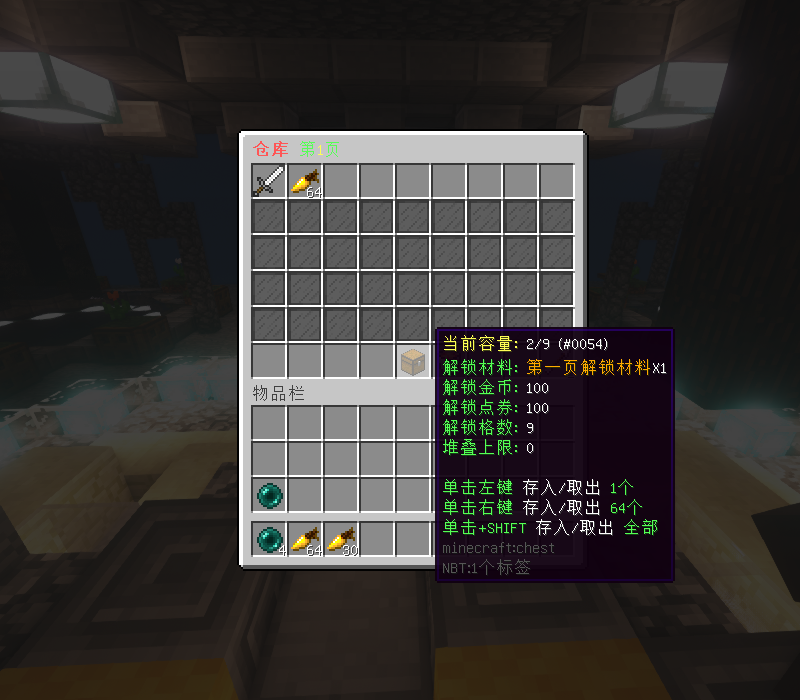 仓库 第1页
64
当前容量: 2/9 (#0054)
解锁材料: 第一页解锁材料X1
解锁金币: 100
解锁点券: 100
解锁格数: 9
堆叠上限: 0
单击左键 存入/取出 1个
单击右键 存入/取出 64个
单击+SHIFT 存入/取出 全部
minecraft:chest
NBT:1个标签
物品栏
4 64 30